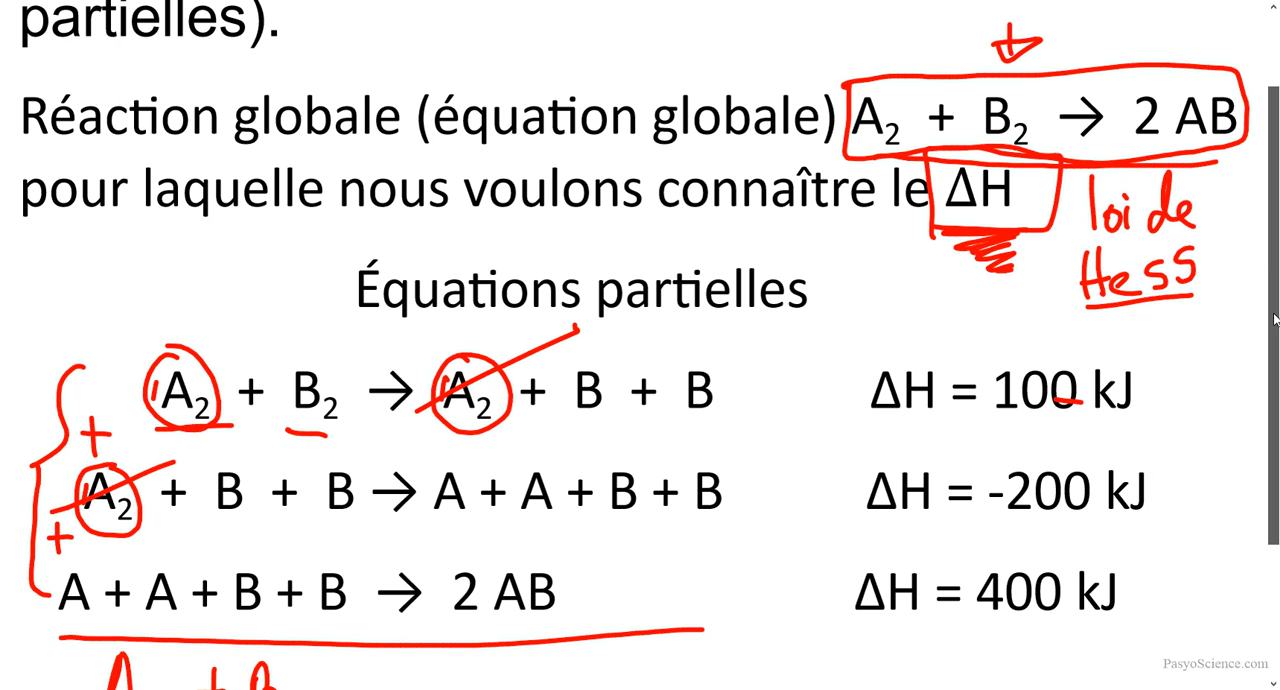 partielles).
+
Réaction globale (équation globale) A₂ + B₂ → 2 AB
pour laquelle nous voulons connaître le ΔH
loi de
Hess
Équations partielles
A₂ + B₂ → A₂ + B + B ΔH = 100 kJ
+
A₂ + B + B → A + A + B + B ΔH = -200 kJ
+
A + A + B + B → 2 AB ΔH = 400 kJ
PasyoScience.com